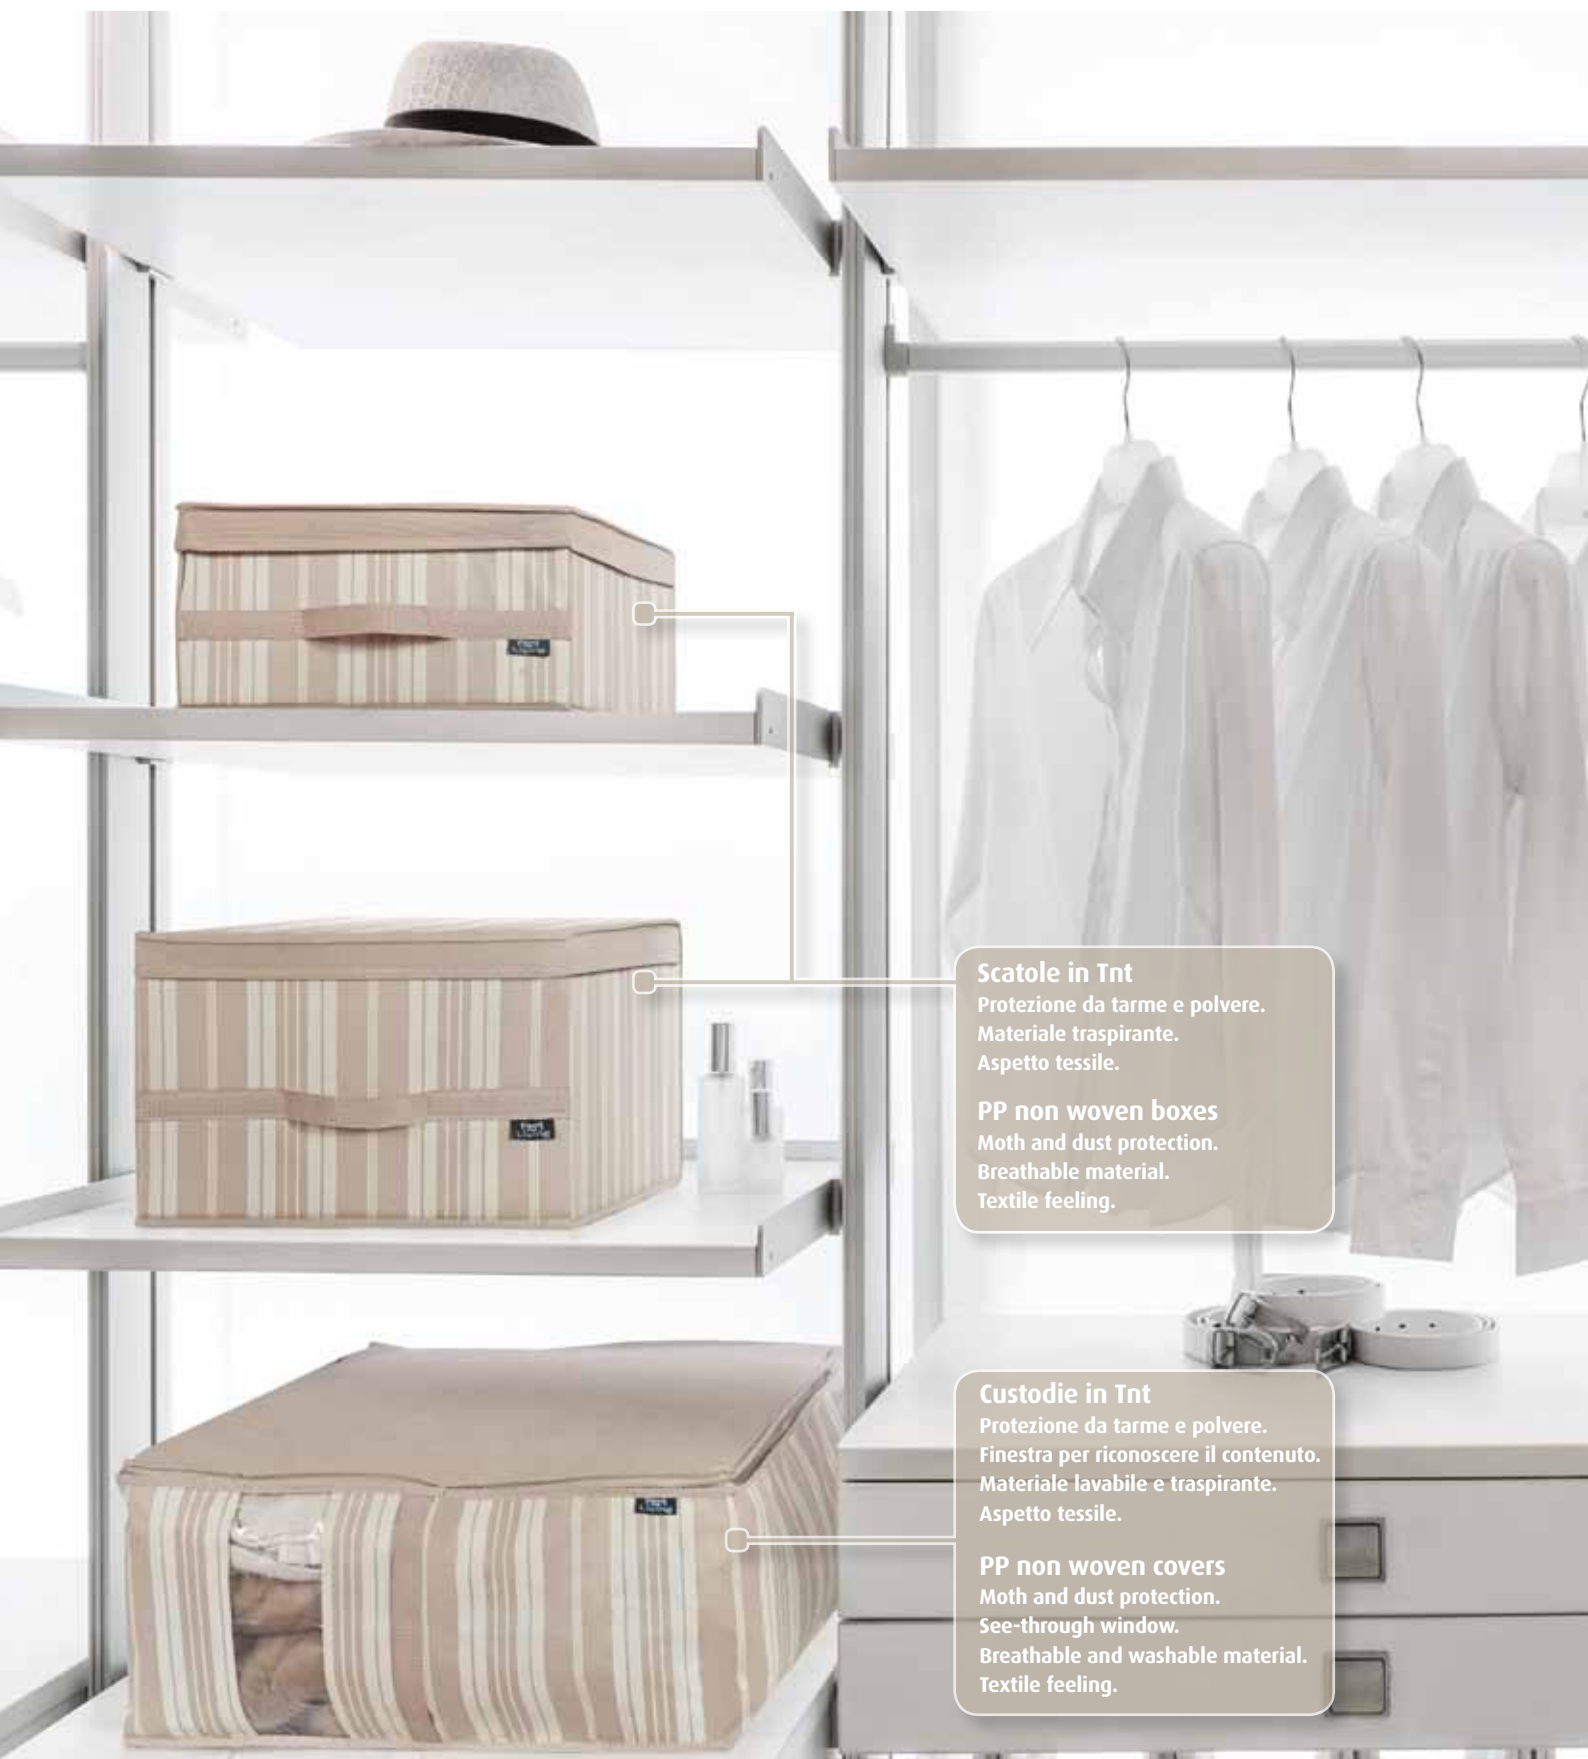 Scatole in Tnt
Protezione da tarme e polvere.
Materiale traspirante.
Aspetto tessile.
PP non woven boxes
Moth and dust protection.
Breathable material.
Textile feeling.
Custodie in Tnt
Protezione da tarme e polvere.
Finestra per riconoscere il contenuto.
Materiale lavabile e traspirante.
Aspetto tessile.
PP non woven covers
Moth and dust protection.
See-through window.
Breathable and washable material.
Textile feeling.